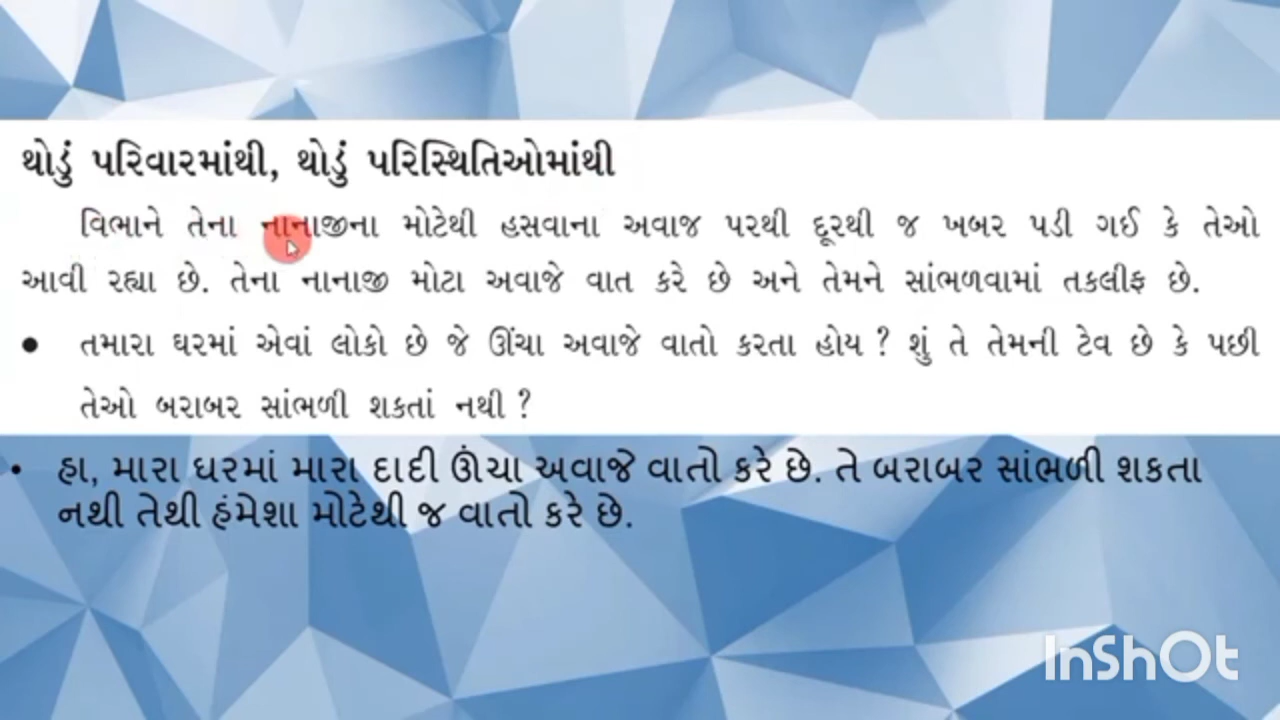 થોડું પરિવારમાંથી, થોડું પરિસ્થિતિઓમાંથી
વિભાને તેના નાનાજીના મોટેથી હસવાના અવાજ પરથી દૂરથી જ ખબર પડી ગઈ કે તેઓ
આવી રહ્યા છે. તેના નાનાજી મોટા અવાજે વાત કરે છે અને તેમને સાંભળવામાં તકલીફ છે.
● તમારા ઘરમાં એવાં લોકો છે જે ઊંચા અવાજે વાતો કરતા હોય ? શું તે તેમની ટેવ છે કે પછી
તેઓ બરાબર સાંભળી શકતાં નથી ?
• હા, મારા ઘરમાં મારા દાદી ઊંચા અવાજે વાતો કરે છે. તે બરાબર સાંભળી શકતા
નથી તેથી હંમેશા મોટેથી જ વાતો કરે છે.
InShOt